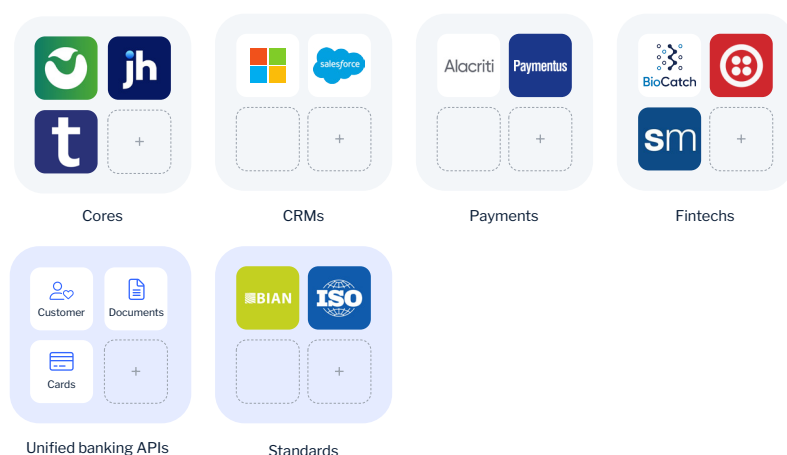 jh
salesforce
Alacriti
Paymentus
BioCatch
t
+
+
+
sm
+
Cores
CRMs
Payments
Fintechs
Customer
Documents
BIAN
ISO
Cards
+
+
Unified banking APIs
Standards